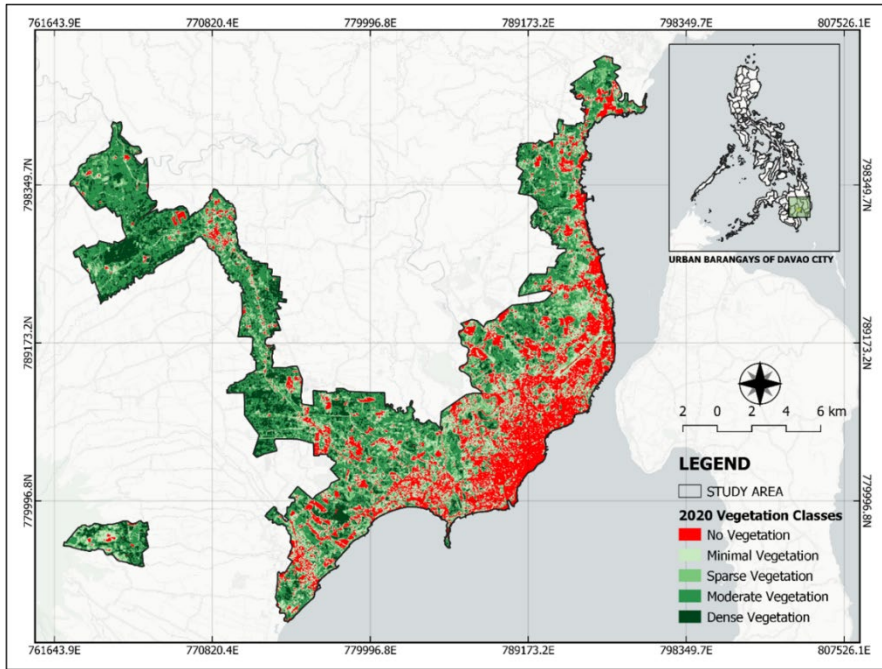 761643.9E 770820.4E 779996.8E 789173.2E 798349.7E 807526.1E
798349.7N 798349.7N
URBAN BARANGAYS OF DAVAO CITY
789173.2N 789173.2N
2 0 2 4 6 km
LEGEND
STUDY AREA
779996.8N 779996.8N
2020 Vegetation Classes
No Vegetation
Minimal Vegetation
Sparse Vegetation
Moderate Vegetation
Dense Vegetation
761643.9E 770820.4E 779996.8E 789173.2E 798349.7E 807526.1E